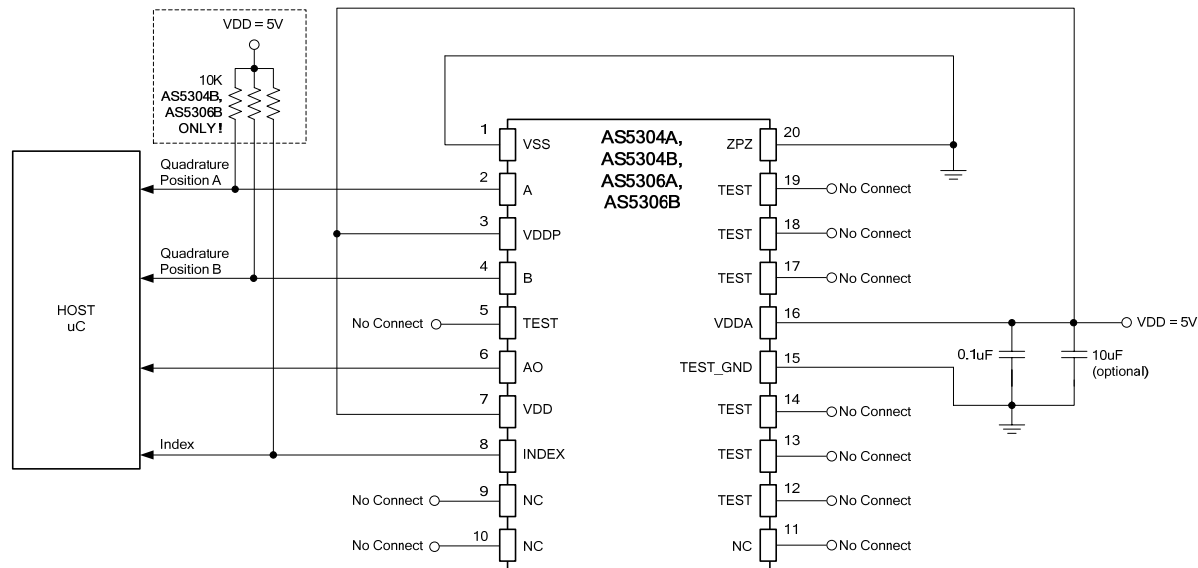 VDD = 5V
10K
AS5304B,
AS5306B
ONLY!
HOST
uC
Quadrature
Position A
Quadrature
Position B
Index
AS5304A,
AS5304B,
AS5306A,
AS5306B
1
VSS
2
A
3
VDDP
4
B
No Connect
5
TEST
6
AO
7
VDD
8
INDEX
No Connect
9
NC
No Connect
10
NC
20
ZPZ
19
TEST
No Connect
18
TEST
No Connect
17
TEST
No Connect
16
VDDA
VDD = 5V
15
TEST_GND
0.1uF
10uF
(optional)
14
TEST
No Connect
13
TEST
No Connect
12
TEST
No Connect
11
NC
No Connect